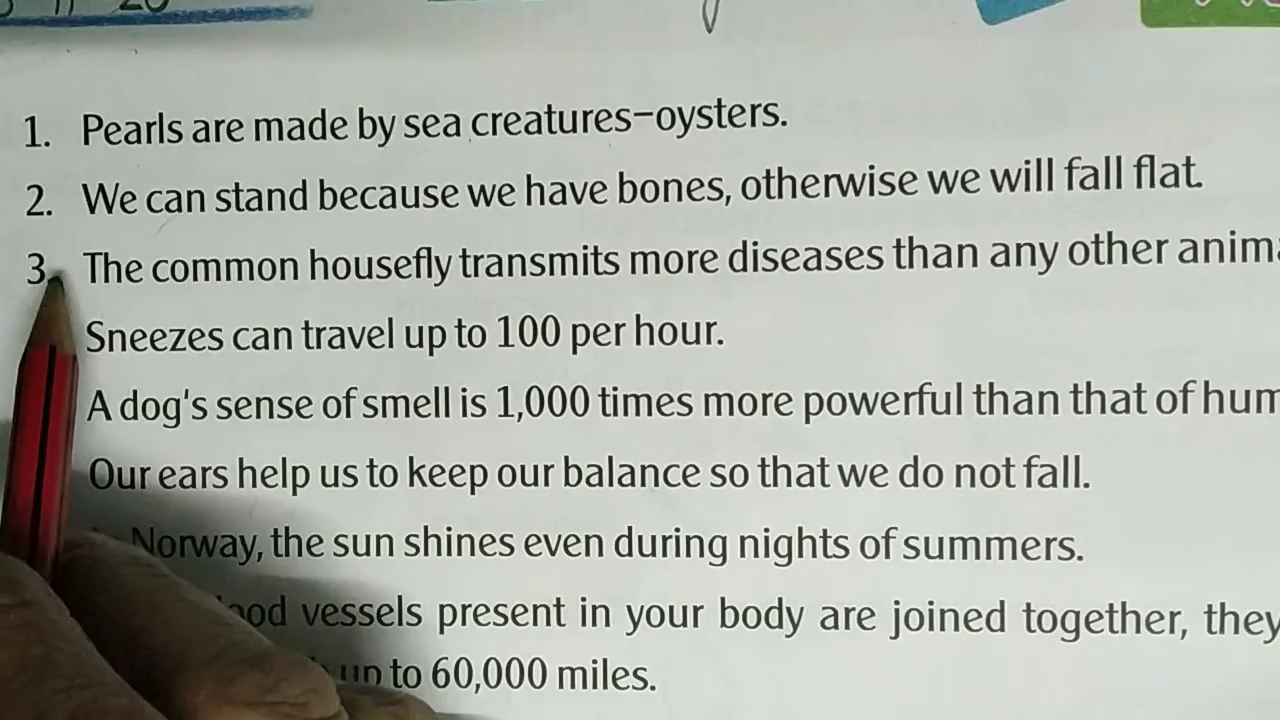 1. Pearls are made by sea creatures–oysters.
2. We can stand because we have bones, otherwise we will fall flat.
3. The common housefly transmits more diseases than any other
Sneezes can travel up to 100 per hour.
A dog's sense of smell is 1,000 times more powerful than that of
Our ears help us to keep our balance so that we do not fall.
Norway, the sun shines even during nights of summers.
vessels present in your body are joined together, they
up to 60,000 miles.